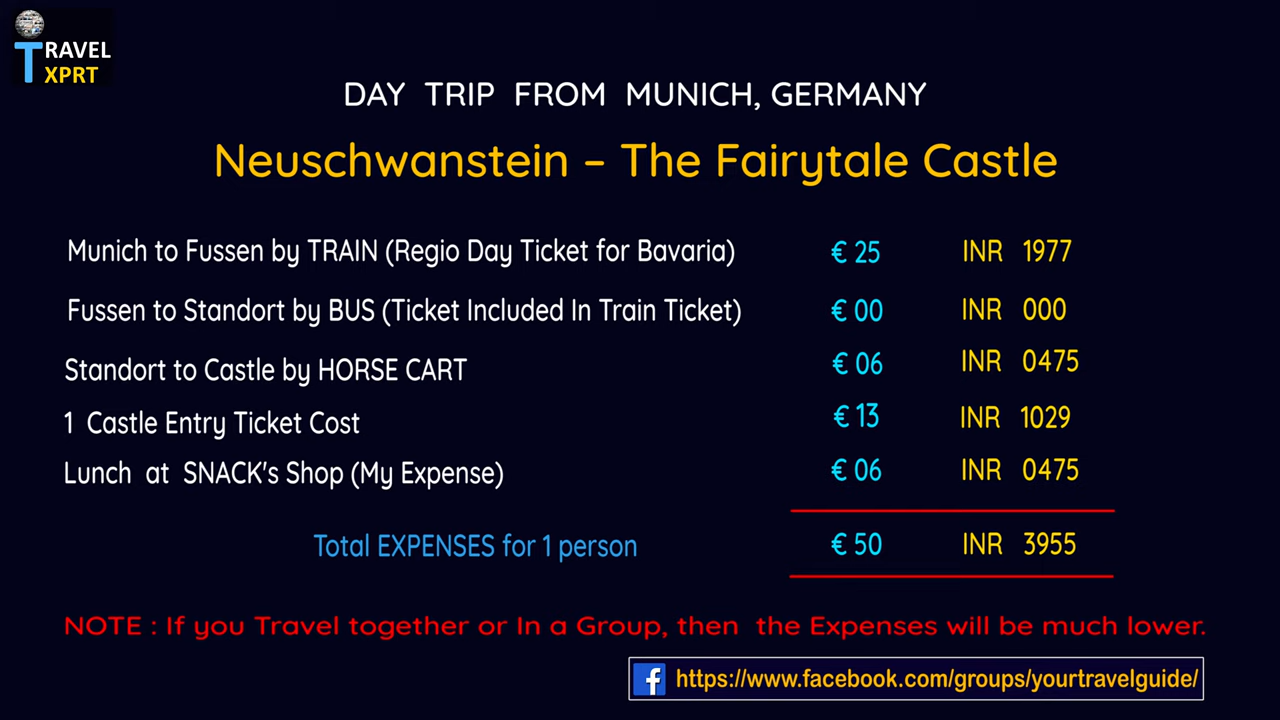 TRAVEL
XPRT
DAY TRIP FROM MUNICH, GERMANY
Neuschwanstein – The Fairytale Castle
Munich to Fussen by TRAIN (Regio Day Ticket for Bavaria) € 25 INR 1977
Fussen to Standort by BUS (Ticket Included In Train Ticket) € 00 INR 000
Standort to Castle by HORSE CART € 06 INR 0475
1 Castle Entry Ticket Cost € 13 INR 1029
Lunch at SNACK's Shop (My Expense) € 06 INR 0475
Total EXPENSES for 1 person € 50 INR 3955
NOTE : If you Travel together or In a Group, then the Expenses will be much lower.
f https://www.facebook.com/groups/yourtravelguide/